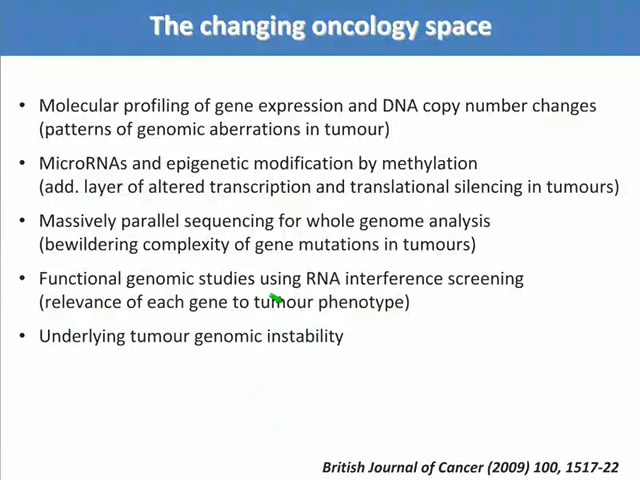 The changing oncology space
• Molecular profiling of gene expression and DNA copy number changes
(patterns of genomic aberrations in tumour)
• MicroRNAs and epigenetic modification by methylation
(add. layer of altered transcription and translational silencing in tumours)
• Massively parallel sequencing for whole genome analysis
(bewildering complexity of gene mutations in tumours)
• Functional genomic studies using RNA interference screening
(relevance of each gene to tumour phenotype)
• Underlying tumour genomic instability
British Journal of Cancer (2009) 100, 1517-22